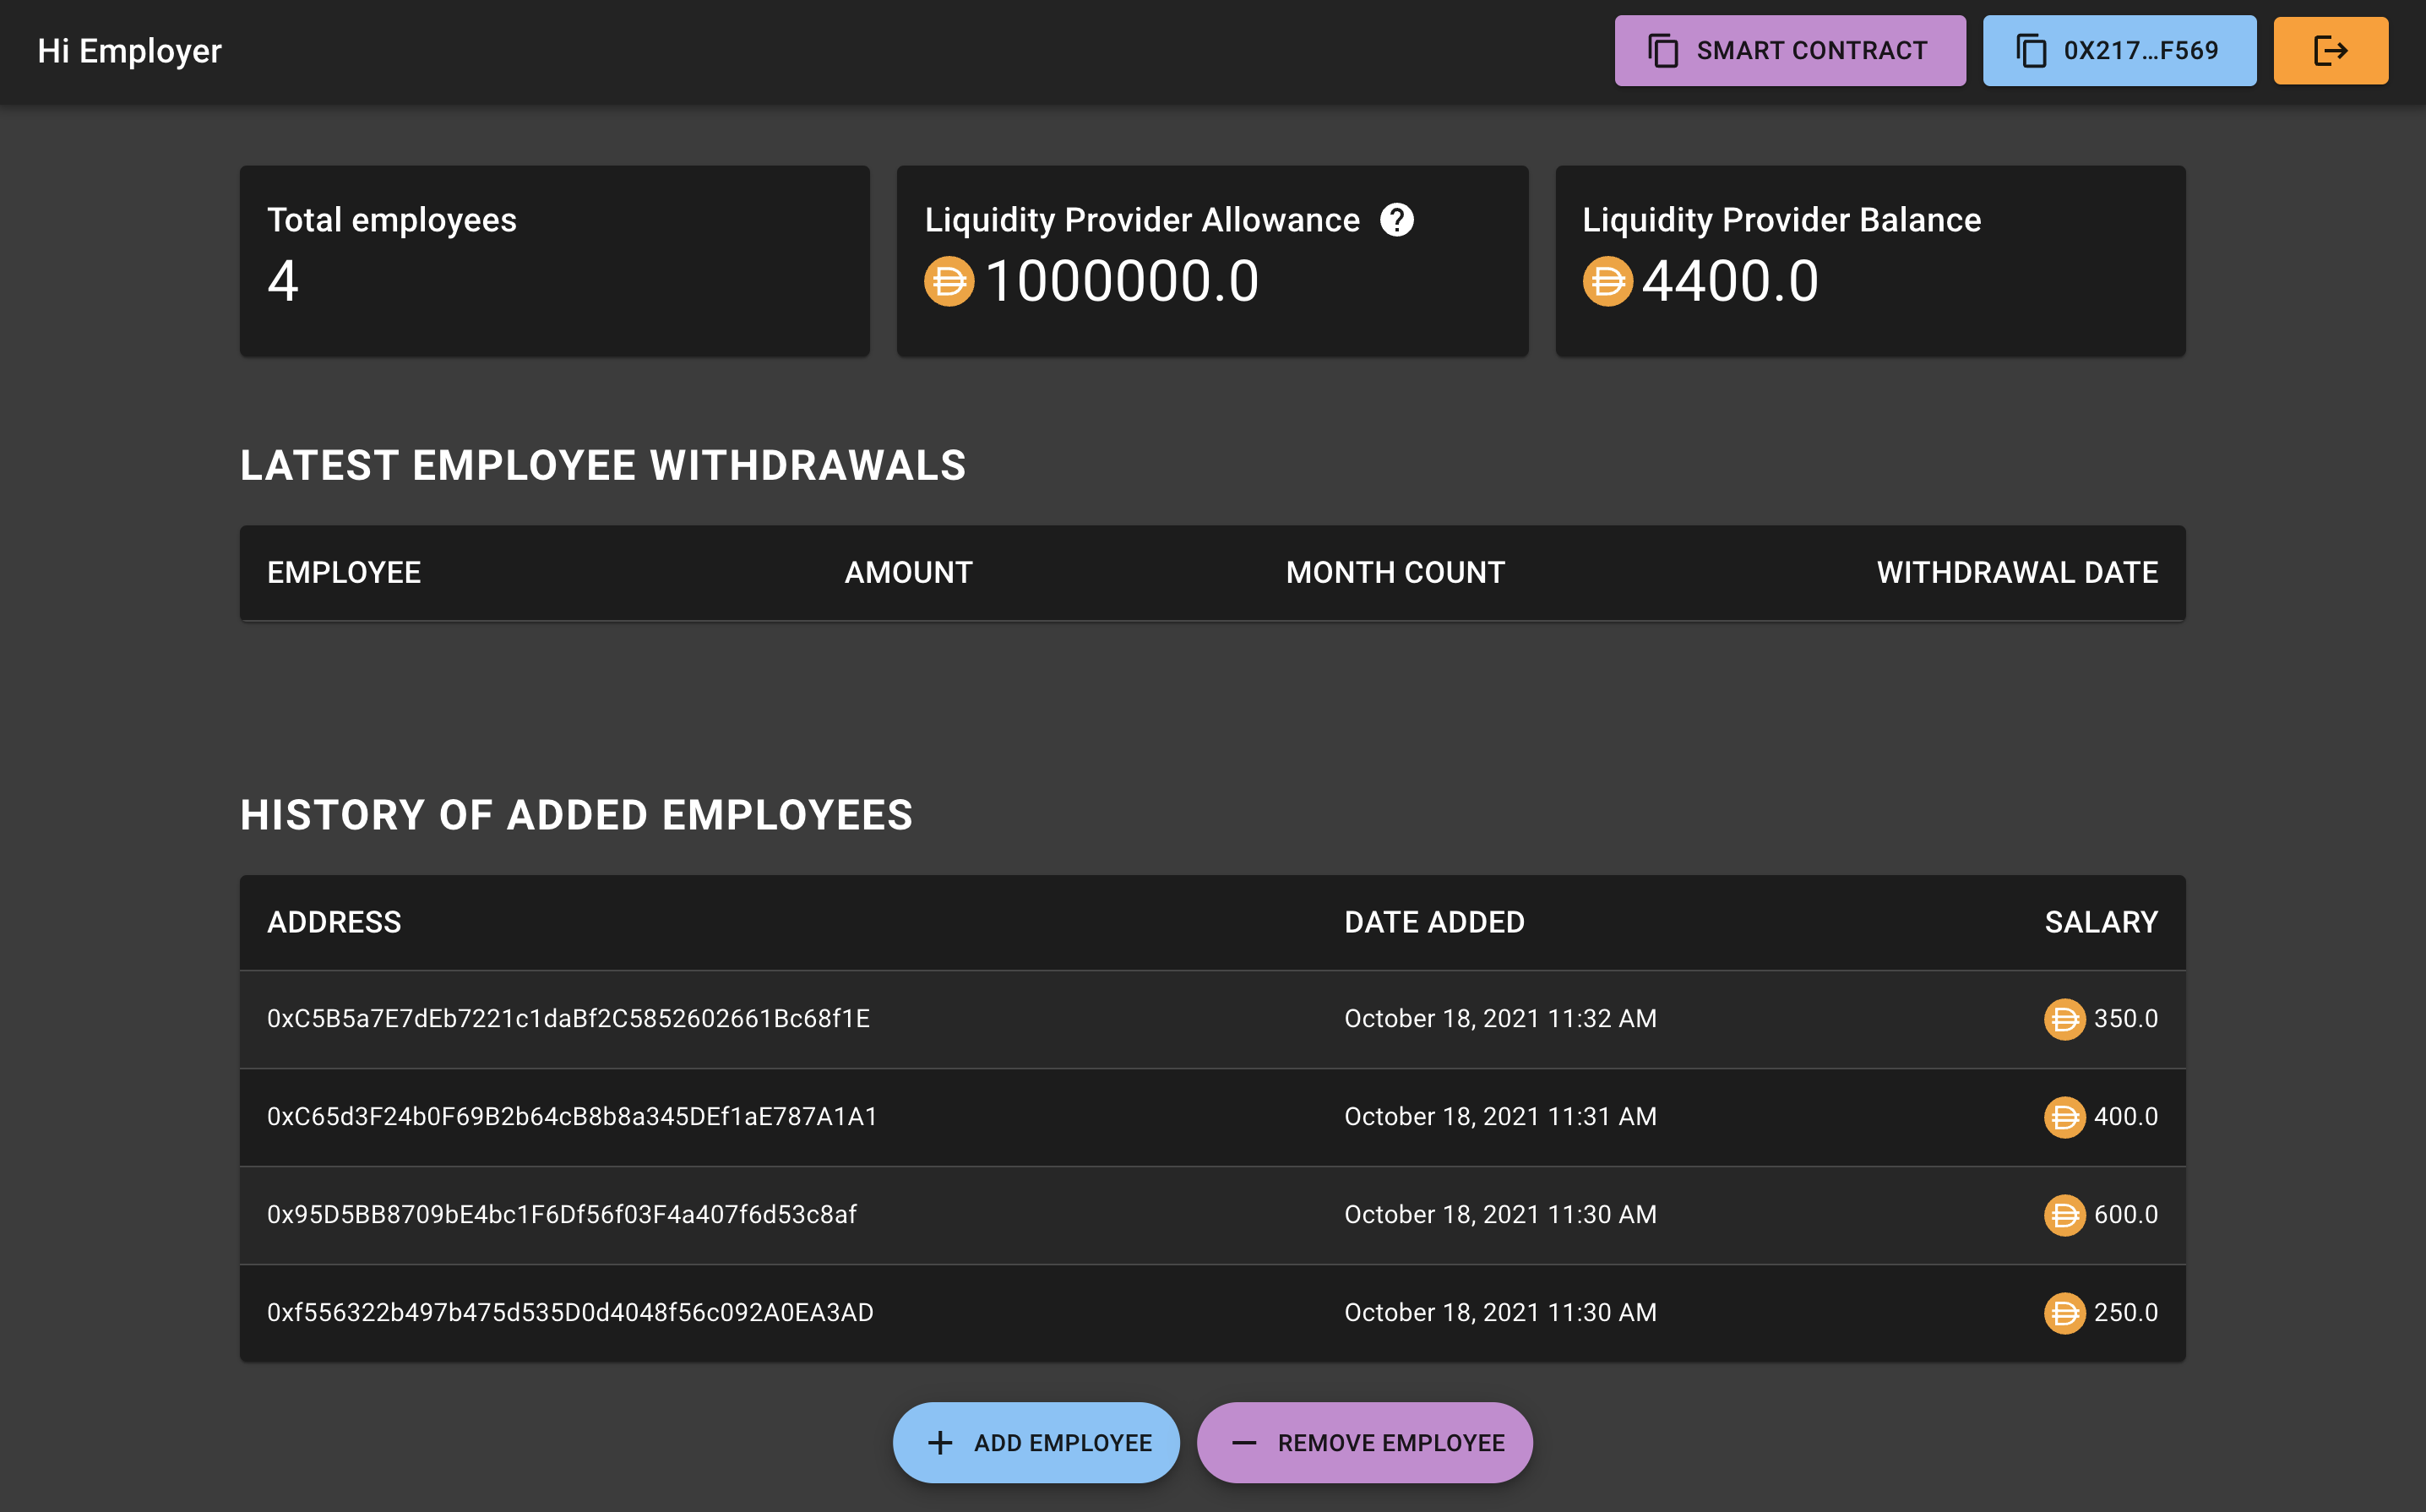 Hi Employer
SMART CONTRACT
0X217...F569
Total employees
4
Liquidity Provider Allowance ?
1000000.0
Liquidity Provider Balance
4400.0
LATEST EMPLOYEE WITHDRAWALS
EMPLOYEE AMOUNT MONTH COUNT WITHDRAWAL DATE
HISTORY OF ADDED EMPLOYEES
ADDRESS DATE ADDED SALARY
0xC5B5a7E7dEb7221c1daBf2C5852602661Bc68f1E October 18, 2021 11:32 AM 350.0
0xC65d3F24b0F69B2b64cB8b8a345DEf1aE787A1A1 October 18, 2021 11:31 AM 400.0
0x95D5BB8709bE4bc1F6Df56f03F4a407f6d53c8af October 18, 2021 11:30 AM 600.0
0xf556322b497b475d535D0d4048f56c092A0EA3AD October 18, 2021 11:30 AM 250.0
ADD EMPLOYEE
REMOVE EMPLOYEE